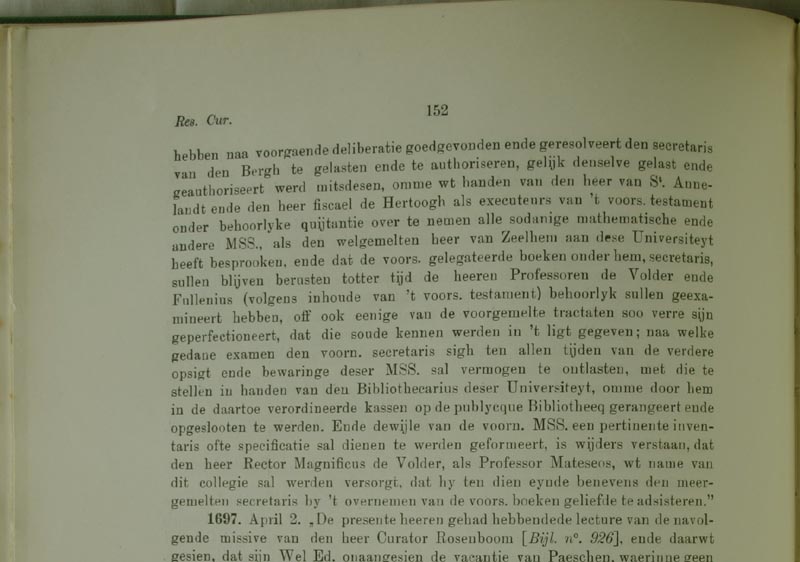 152
Res. Cur.
hebben naa voorgaende deliberatie goedgevonden ende geresolveert den secretaris
van den Bergh te gelasten ende te authoriseren, gelijk denselve gelast ende
geauthoriseert werd mitsdesen, omme wt handen van den heer van St. Anne-
landt ende den heer fiscael de Hertoogh als executeurs van 't voors. testament
onder behoorlyke quijtantie over te nemen alle sodanige mathematische ende
andere MSS., als den welgemelten heer van Zeelhem aan dese Universiteyt
heeft besprooken, ende dat de voors. gelegateerde boeken onder hem, secretaris,
sullen blijven berusten totter tijd de heeren Professoren de Volder ende
Fullenius (volgens inhoude van 't voors. testament) behoorlyk sullen geexa-
mineert hebben, off ook eenige van de voorgemelte tractaten soo verre sijn
geperfectioneert, dat die soude kennen werden in 't ligt gegeven; naa welke
gedane examen den voorn. secretaris sigh ten allen tijden van de verdere
opsigt ende bewaringe deser MSS. sal vermogen te ontlasten, met die te
stellen in handen van den Bibliothecarius deser Universiteyt, omme door hem
in de daartoe verordineerde kassen op de publycque Bibliotheeq gerangeert ende
opgeslooten te werden. Ende dewijle van de voorn. MSS. een pertinente inven-
taris ofte specificatie sal dienen te werden geformeert, is wijders verstaan, dat
den heer Rector Magnificus de Volder, als Professor Mateseos, wt name van
dit collegie sal werden versorgt, dat hy ten dien eynde benevens den meer-
gemelten secretaris by 't overnemen van de voors. boeken geliefde te adsisteren."
1697. April 2. „De presente heeren gehad hebbende de lecture van de navol-
gende missive van den heer Curator Rosenboom [Bijl. no. 926], ende daarwt
gesien, dat sijn Wel Ed. onaangesien de vacantie van Paeschen, waerinne geen